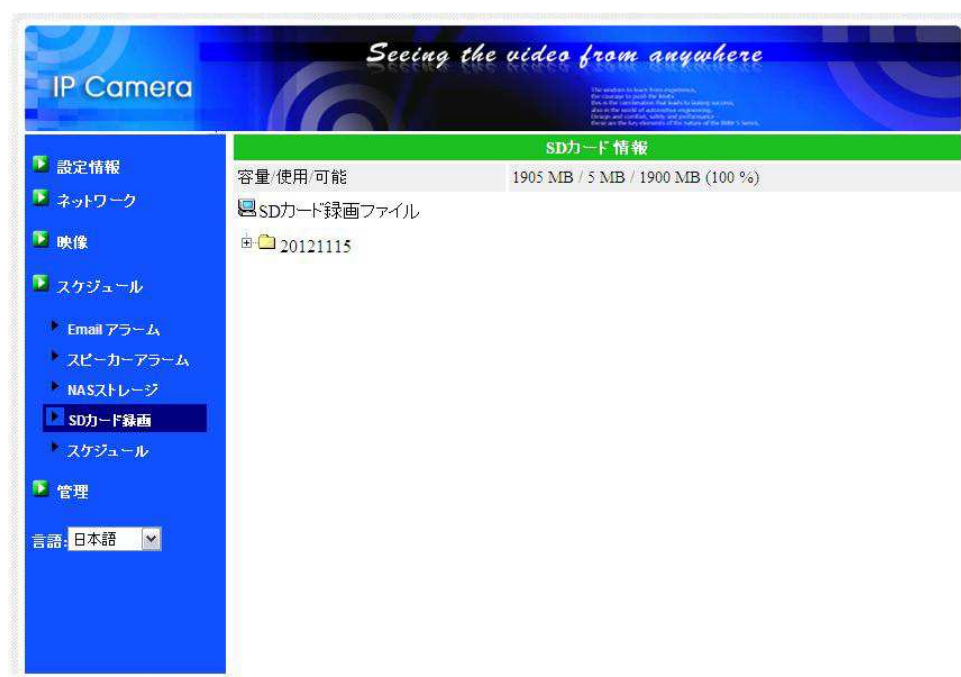 Seeing the video from anywhere
IP Camera
設定情報
ネットワーク
映像
スケジュール
Email アラーム
スピーカーアラーム
NASストレージ
SDカード録画
スケジュール
管理
言語: 日本語
SDカード情報
容量/使用/可能 1905 MB / 5 MB / 1900 MB (100 %)
SDカード録画ファイル
20121115